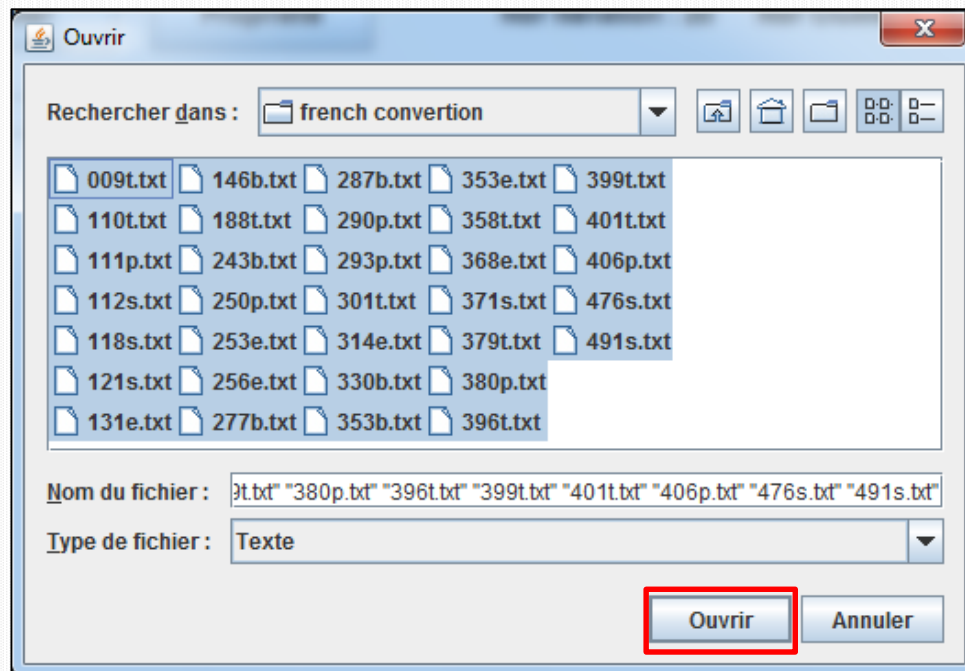 Ouvrir
Rechercher dans : french convertion
009t.txt 146b.txt 287b.txt 353e.txt 399t.txt
110t.txt 188t.txt 290p.txt 358t.txt 401t.txt
111p.txt 243b.txt 293p.txt 368e.txt 406p.txt
112s.txt 250p.txt 301t.txt 371s.txt 476s.txt
118s.txt 253e.txt 314e.txt 379t.txt 491s.txt
121s.txt 256e.txt 330b.txt 380p.txt
131e.txt 277b.txt 353b.txt 396t.txt
Nom du fichier : 9t.txt" "380p.txt" "396t.txt" "399t.txt" "401t.txt" "406p.txt" "476s.txt" "491s.txt"
Type de fichier : Texte
Ouvrir Annuler